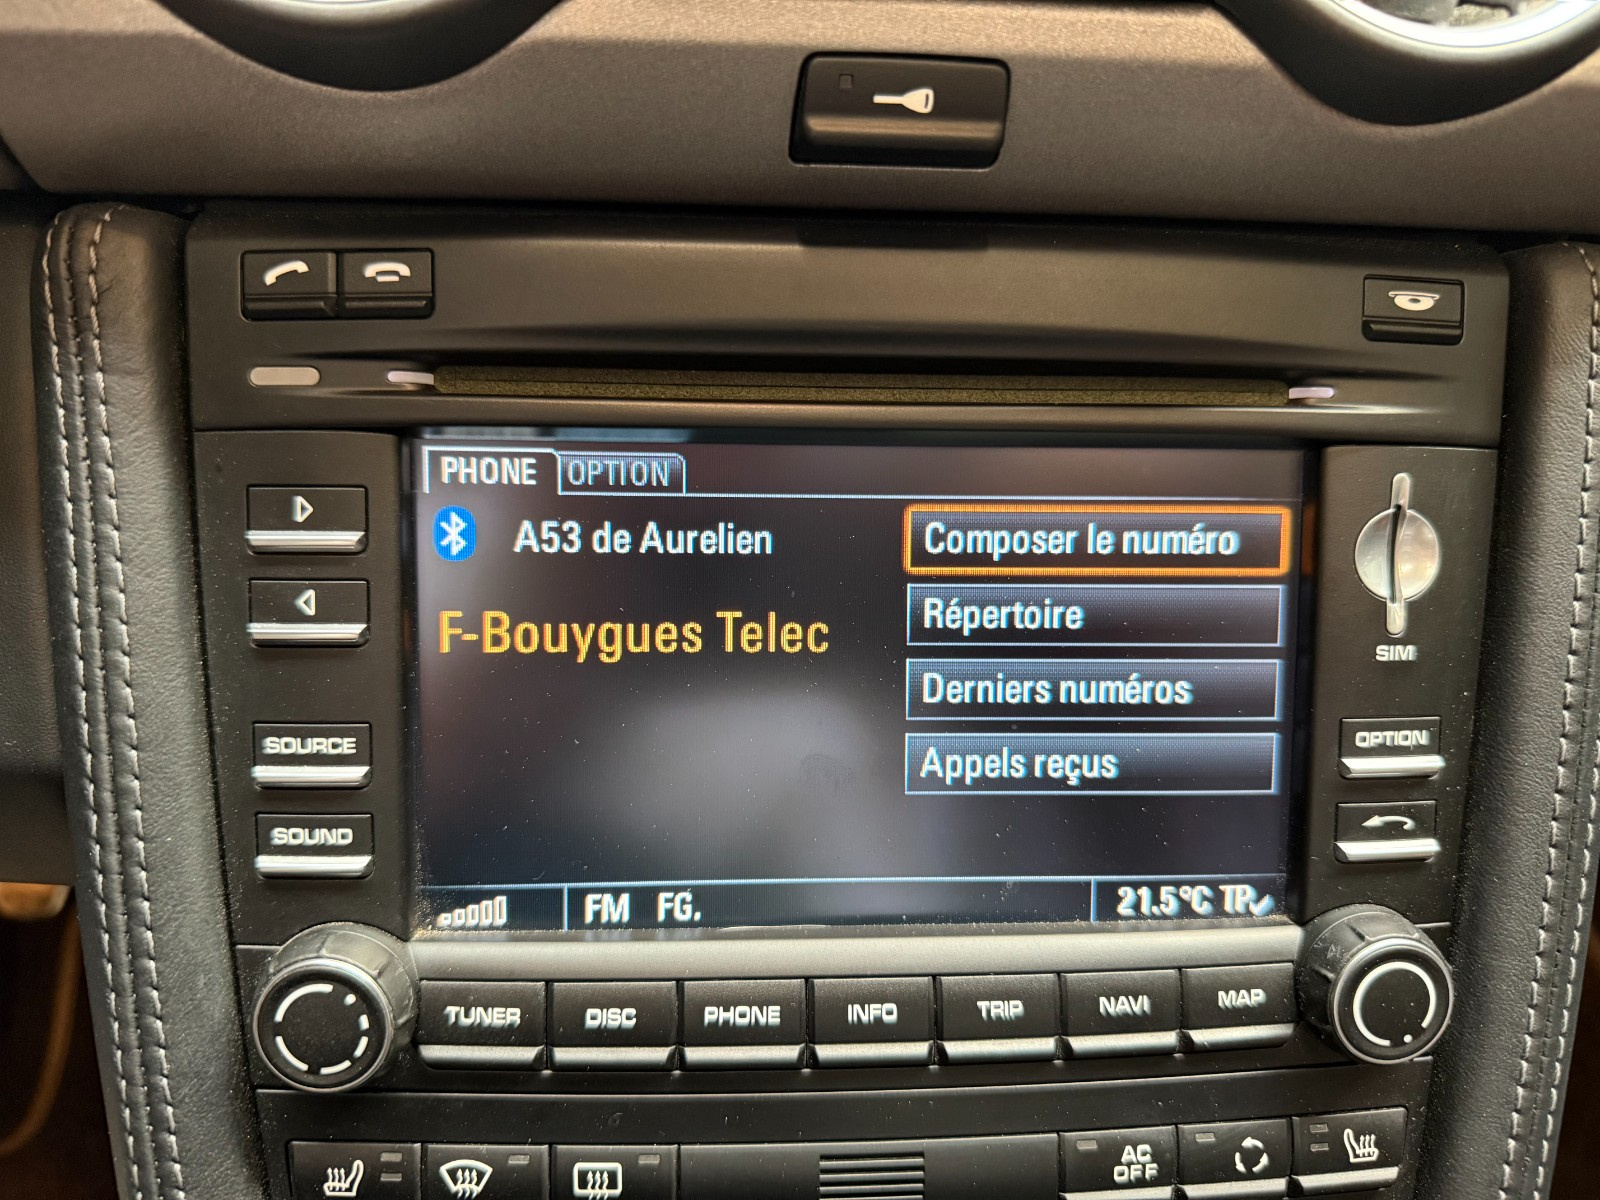 PHONE OPTION
A53 de Aurelien
F-Bouygues Telec
Composer le numéro
Répertoire
Derniers numéros
Appels reçus
FM FG. 21.5°C TP
SIM
SOURCE
SOUND
OPTION
TUNER DISC PHONE INFO TRIP NAVI MAP
AC
OFF